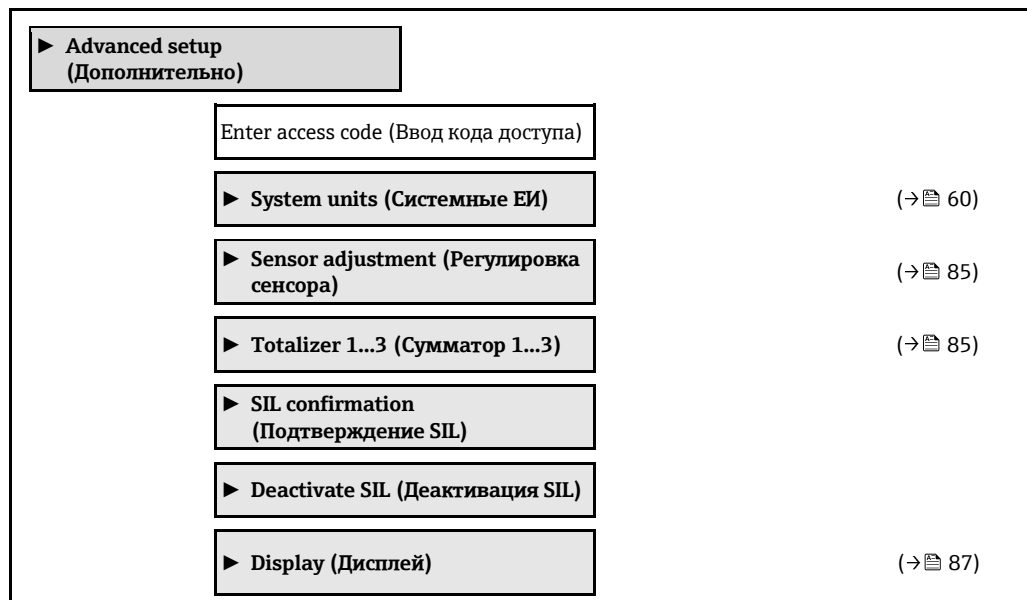 ► Advanced setup
(Дополнительно)
Enter access code (Ввод кода доступа)
► System units (Системные ЕИ) (→ 60)
► Sensor adjustment (Регулировка
сенсора) (→ 85)
► Totalizer 1...3 (Сумматор 1...3) (→ 85)
► SIL confirmation
(Подтверждение SIL)
► Deactivate SIL (Деактивация SIL)
► Display (Дисплей) (→ 87)